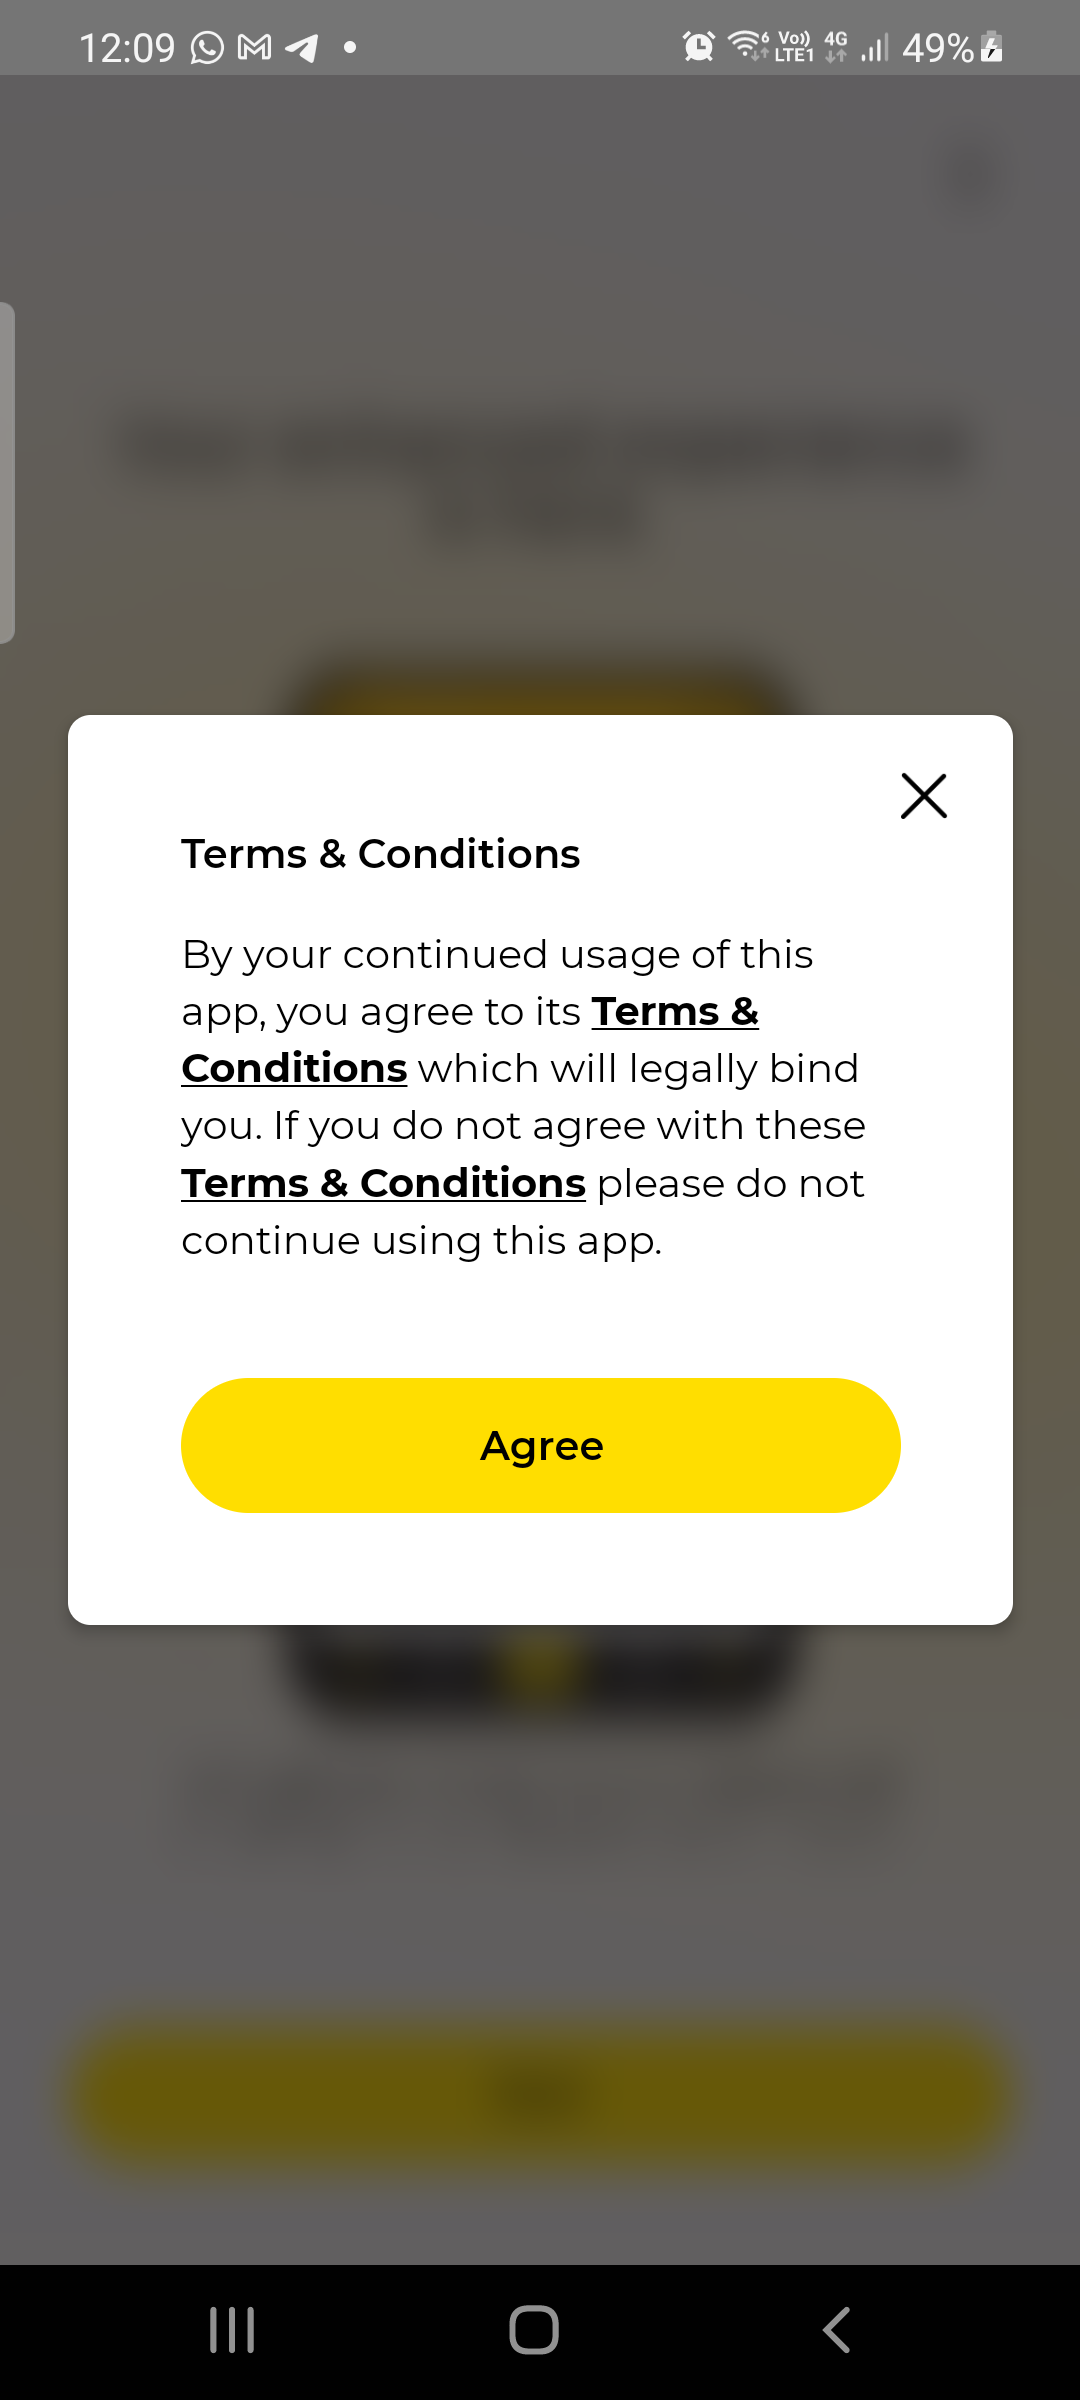 12:09
6 Vo)) LTE1 4G 49%
Terms & Conditions
By your continued usage of this
app, you agree to its Terms &
Conditions which will legally bind
you. If you do not agree with these
Terms & Conditions please do not
continue using this app.
Agree